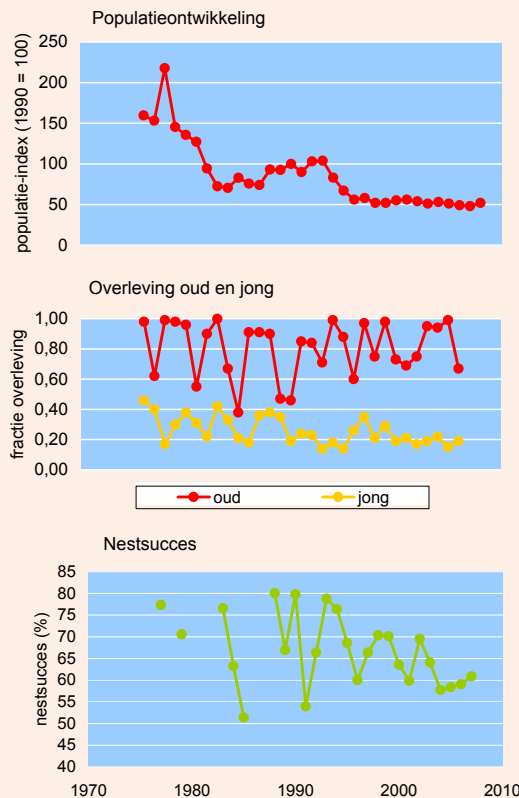 Populatieontwikkeling
populatie-index (1990 = 100)
250
200
150
100
50
0
Overleving oud en jong
fractie overleving
1,00
0,80
0,60
0,40
0,20
0,00
oud jong
Nestsucces
nestsucces (%)
85
80
75
70
65
60
55
50
45
40
1970 1980 1990 2000 2010